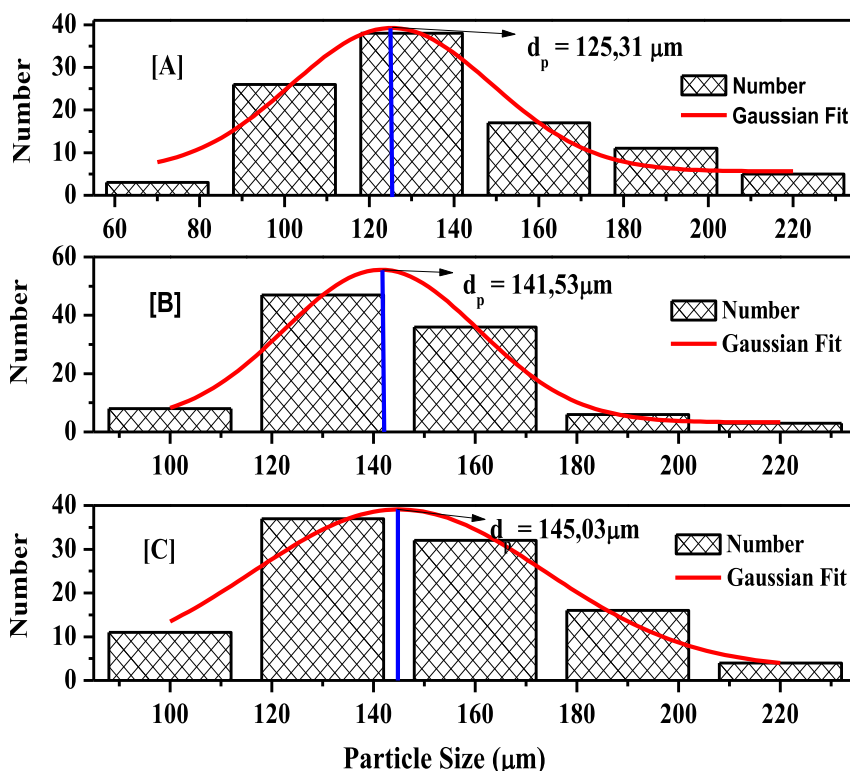 40
30
20
10
0
Number
[A]
d_p = 125,31 μm
Number
Gaussian Fit
60 80 100 120 140 160 180 200 220
60
40
20
0
Number
[B]
d_p = 141,53μm
Number
Gaussian Fit
100 120 140 160 180 200 220
40
30
20
10
0
Number
[C]
d_p = 145,03μm
Number
Gaussian Fit
100 120 140 160 180 200 220
Particle Size (μm)